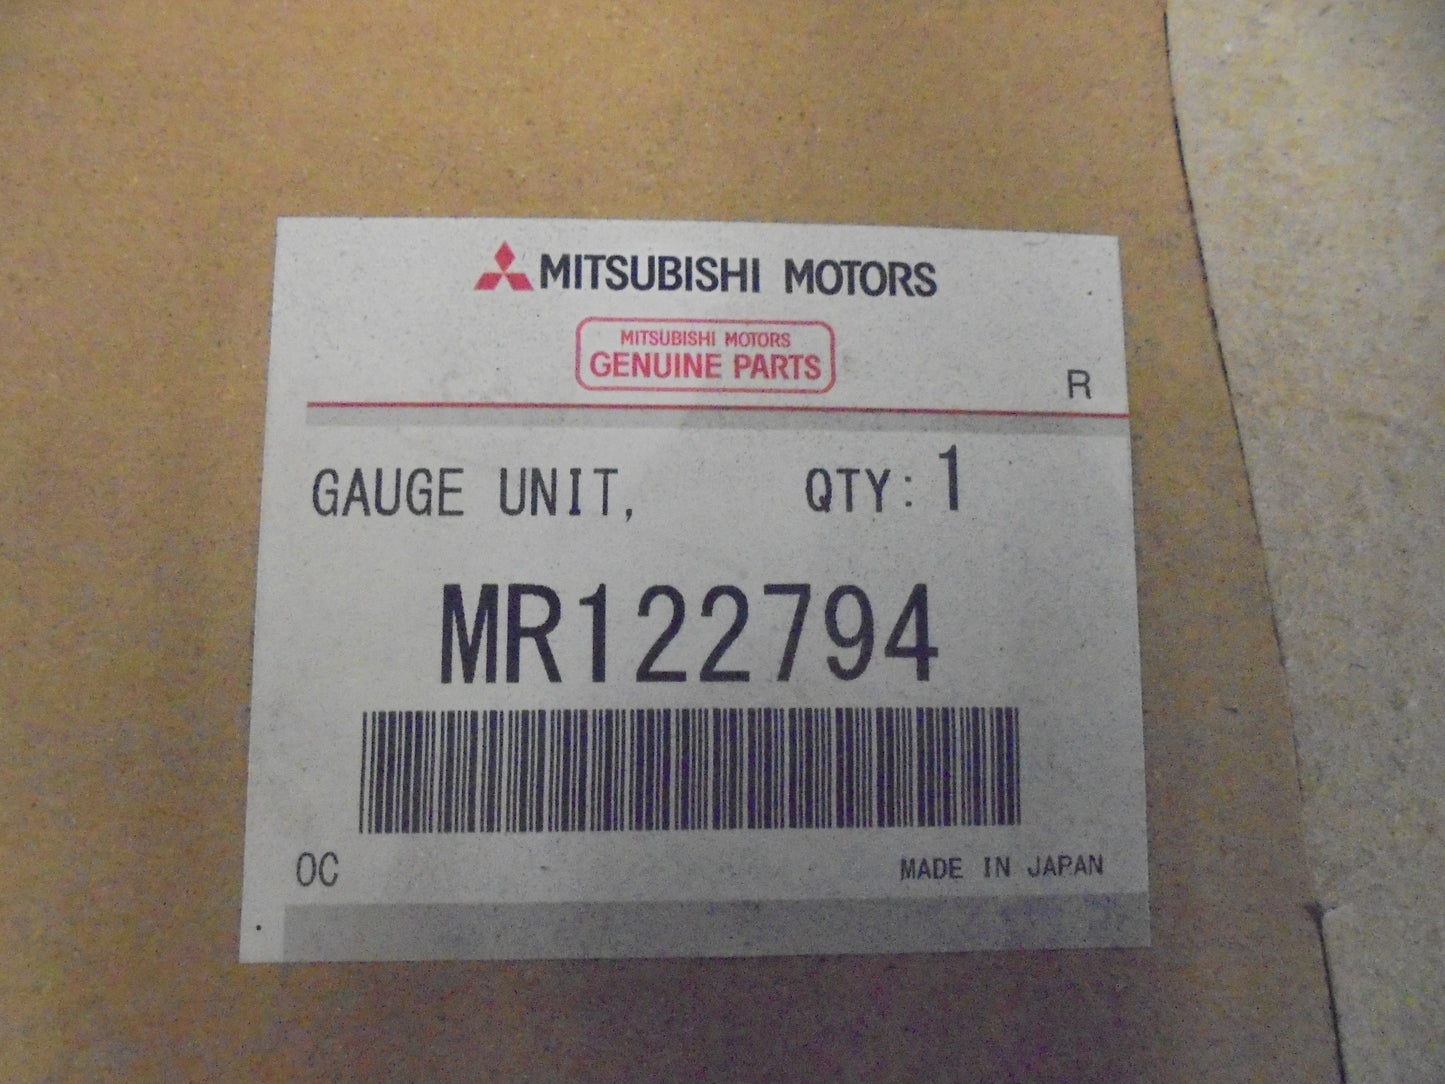 MITSUBISHI MOTORS
MITSUBISHI MOTORS
GENUINE PARTS
R
GAUGE UNIT, QTY: 1
MR122794
OC MADE IN JAPAN